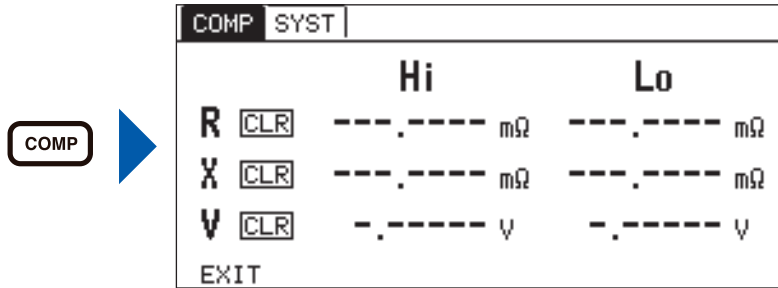 COMP
COMP SYST
Hi Lo
R CLR ---.---- mΩ ---.---- mΩ
X CLR ---.---- mΩ ---.---- mΩ
V CLR -.----- V -.----- V
EXIT